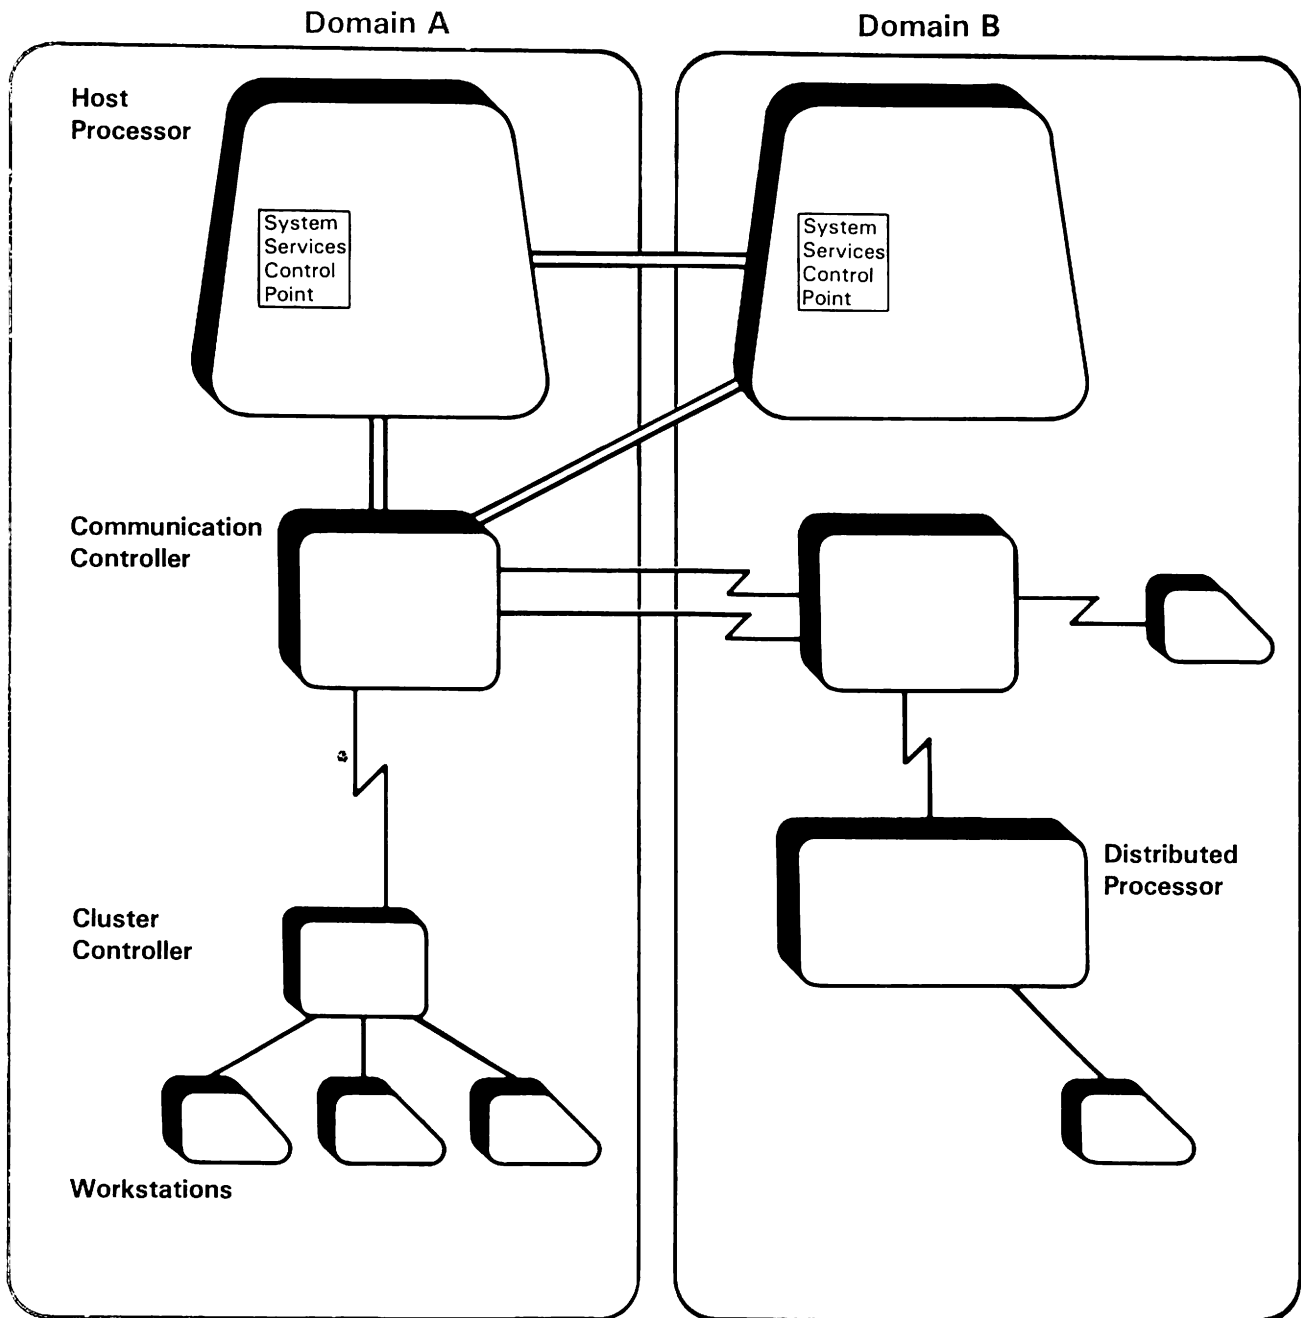 Domain A
Domain B
Host
Processor
System
Services
Control
Point
System
Services
Control
Point
Communication
Controller
Distributed
Processor
Cluster
Controller
Workstations